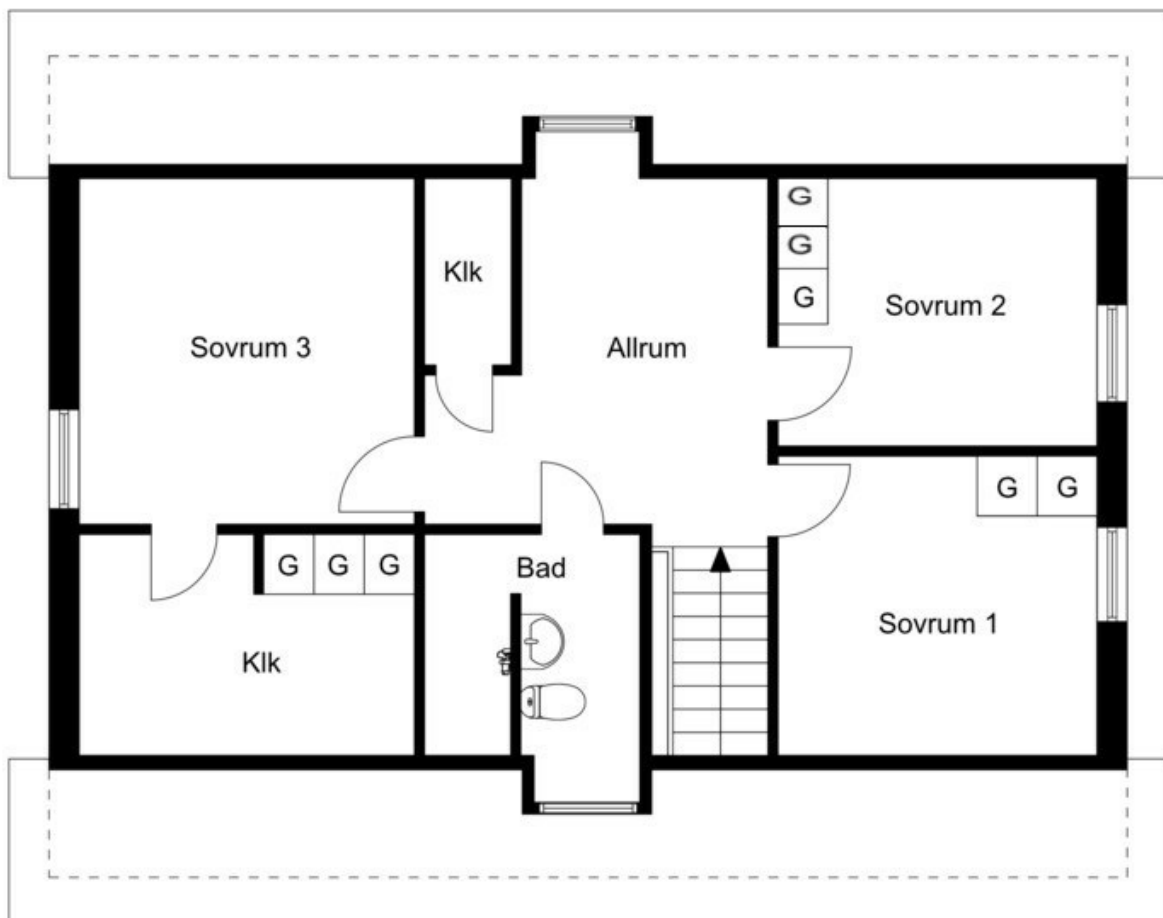 G
G
G
Klk
Sovrum 2
Sovrum 3
Allrum
G G
G G G
Bad
Sovrum 1
Klk